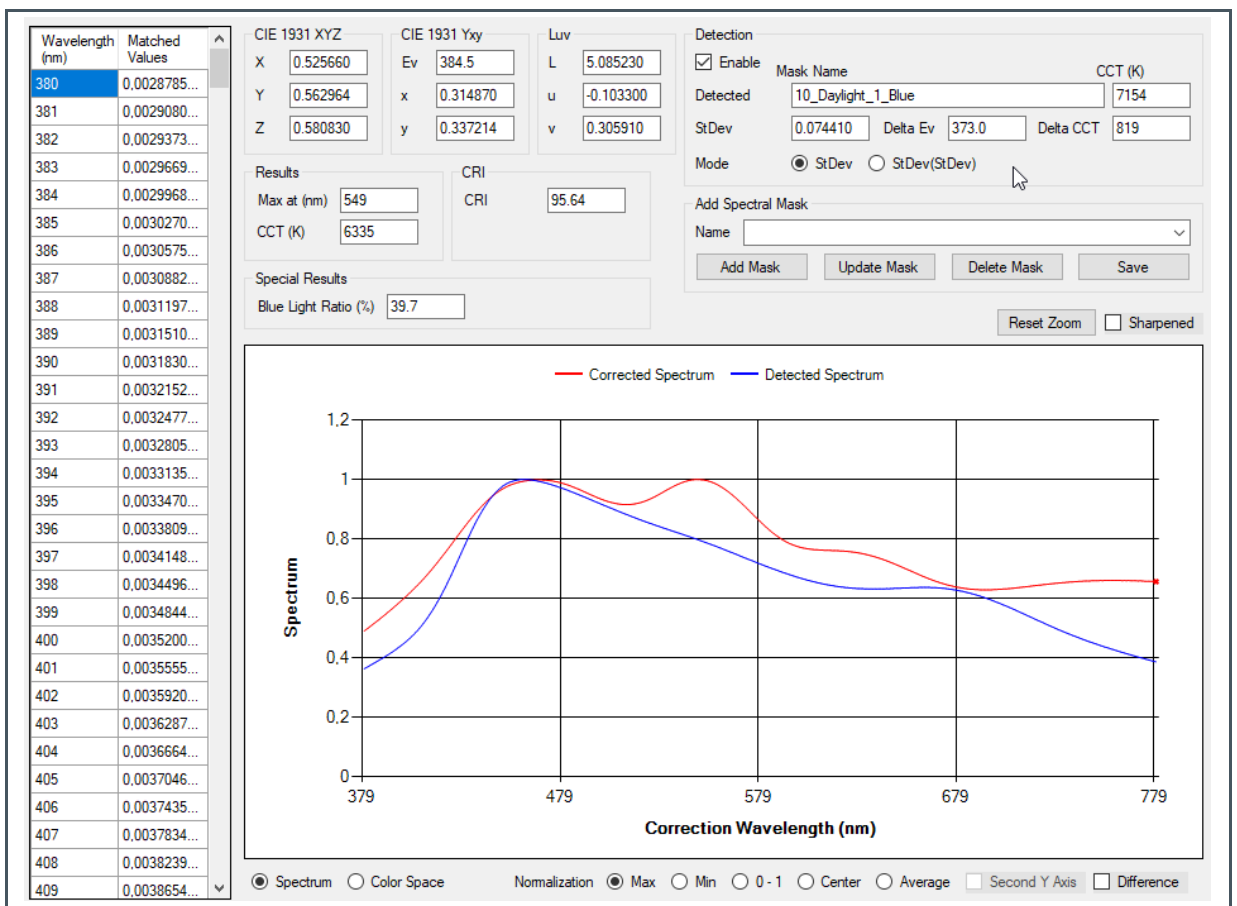 Wavelength (nm) Matched Values
380 0,0028785...
381 0,0029080...
382 0,0029373...
383 0,0029669...
384 0,0029968...
385 0,0030270...
386 0,0030575...
387 0,0030882...
388 0,0031197...
389 0,0031510...
390 0,0031830...
391 0,0032152...
392 0,0032477...
393 0,0032805...
394 0,0033135...
395 0,0033470...
396 0,0033809...
397 0,0034148...
398 0,0034496...
399 0,0034844...
400 0,0035200...
401 0,0035555...
402 0,0035920...
403 0,0036287...
404 0,0036664...
405 0,0037046...
406 0,0037435...
407 0,0037834...
408 0,0038239...
409 0,0038654...
CIE 1931 XYZ
X 0.525660
Y 0.562964
Z 0.580830
CIE 1931 Yxy
Ev 384.5
x 0.314870
y 0.337214
Luv
L 5.085230
u -0.103300
v 0.305910
Detection
Enable
Mask Name CCT (K)
Detected 10_Daylight_1_Blue 7154
StDev 0.074410 Delta Ev 373.0 Delta CCT 819
Mode StDev StDev(StDev)
Results
Max at (nm) 549
CCT (K) 6335
CRI
CRI 95.64
Add Spectral Mask
Name
Add Mask Update Mask Delete Mask Save
Special Results
Blue Light Ratio (%) 39.7
Reset Zoom Sharpened
Corrected Spectrum Detected Spectrum
1,2
1
0,8
0,6
0,4
0,2
0
Spectrum
379 479 579 679 779
Correction Wavelength (nm)
Spectrum Color Space Normalization Max Min 0 - 1 Center Average Second Y Axis Difference